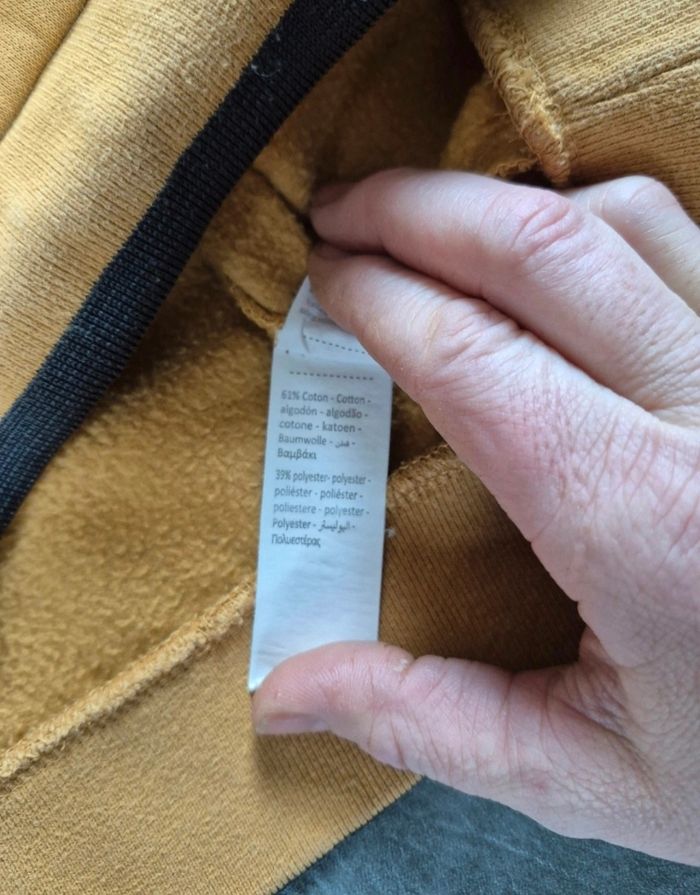 61% Coton - Cotton -
algodón - algodão -
cotone - katoen -
Baumwolle - قطن -
Βαμβάκι
39% polyester- polyester -
poliéster - poliéster -
poliestere - polyester -
Polyester - البوليستر -
Πολυεστέρας